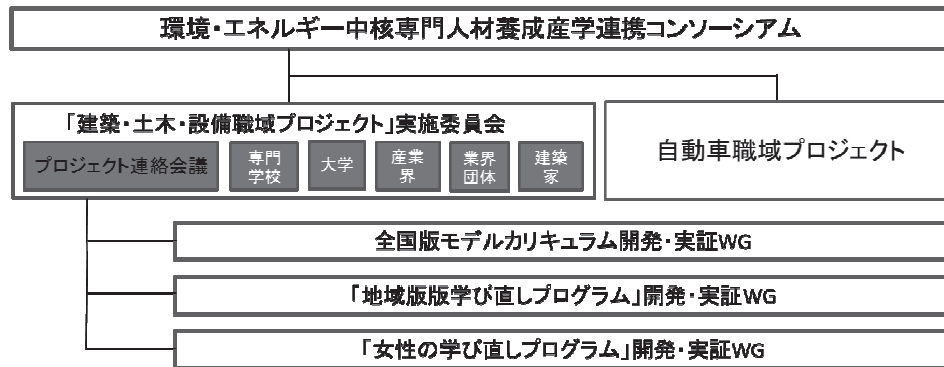 環境・エネルギー中核専門人材養成産学連携コンソーシアム
「建築・土木・設備職域プロジェクト」実施委員会
プロジェクト連絡会議
専門
学校
大学
産業
界
業界
団体
建築
家
自動車職域プロジェクト
全国版モデルカリキュラム開発・実証WG
「地域版版学び直しプログラム」開発・実証WG
「女性の学び直しプログラム」開発・実証WG